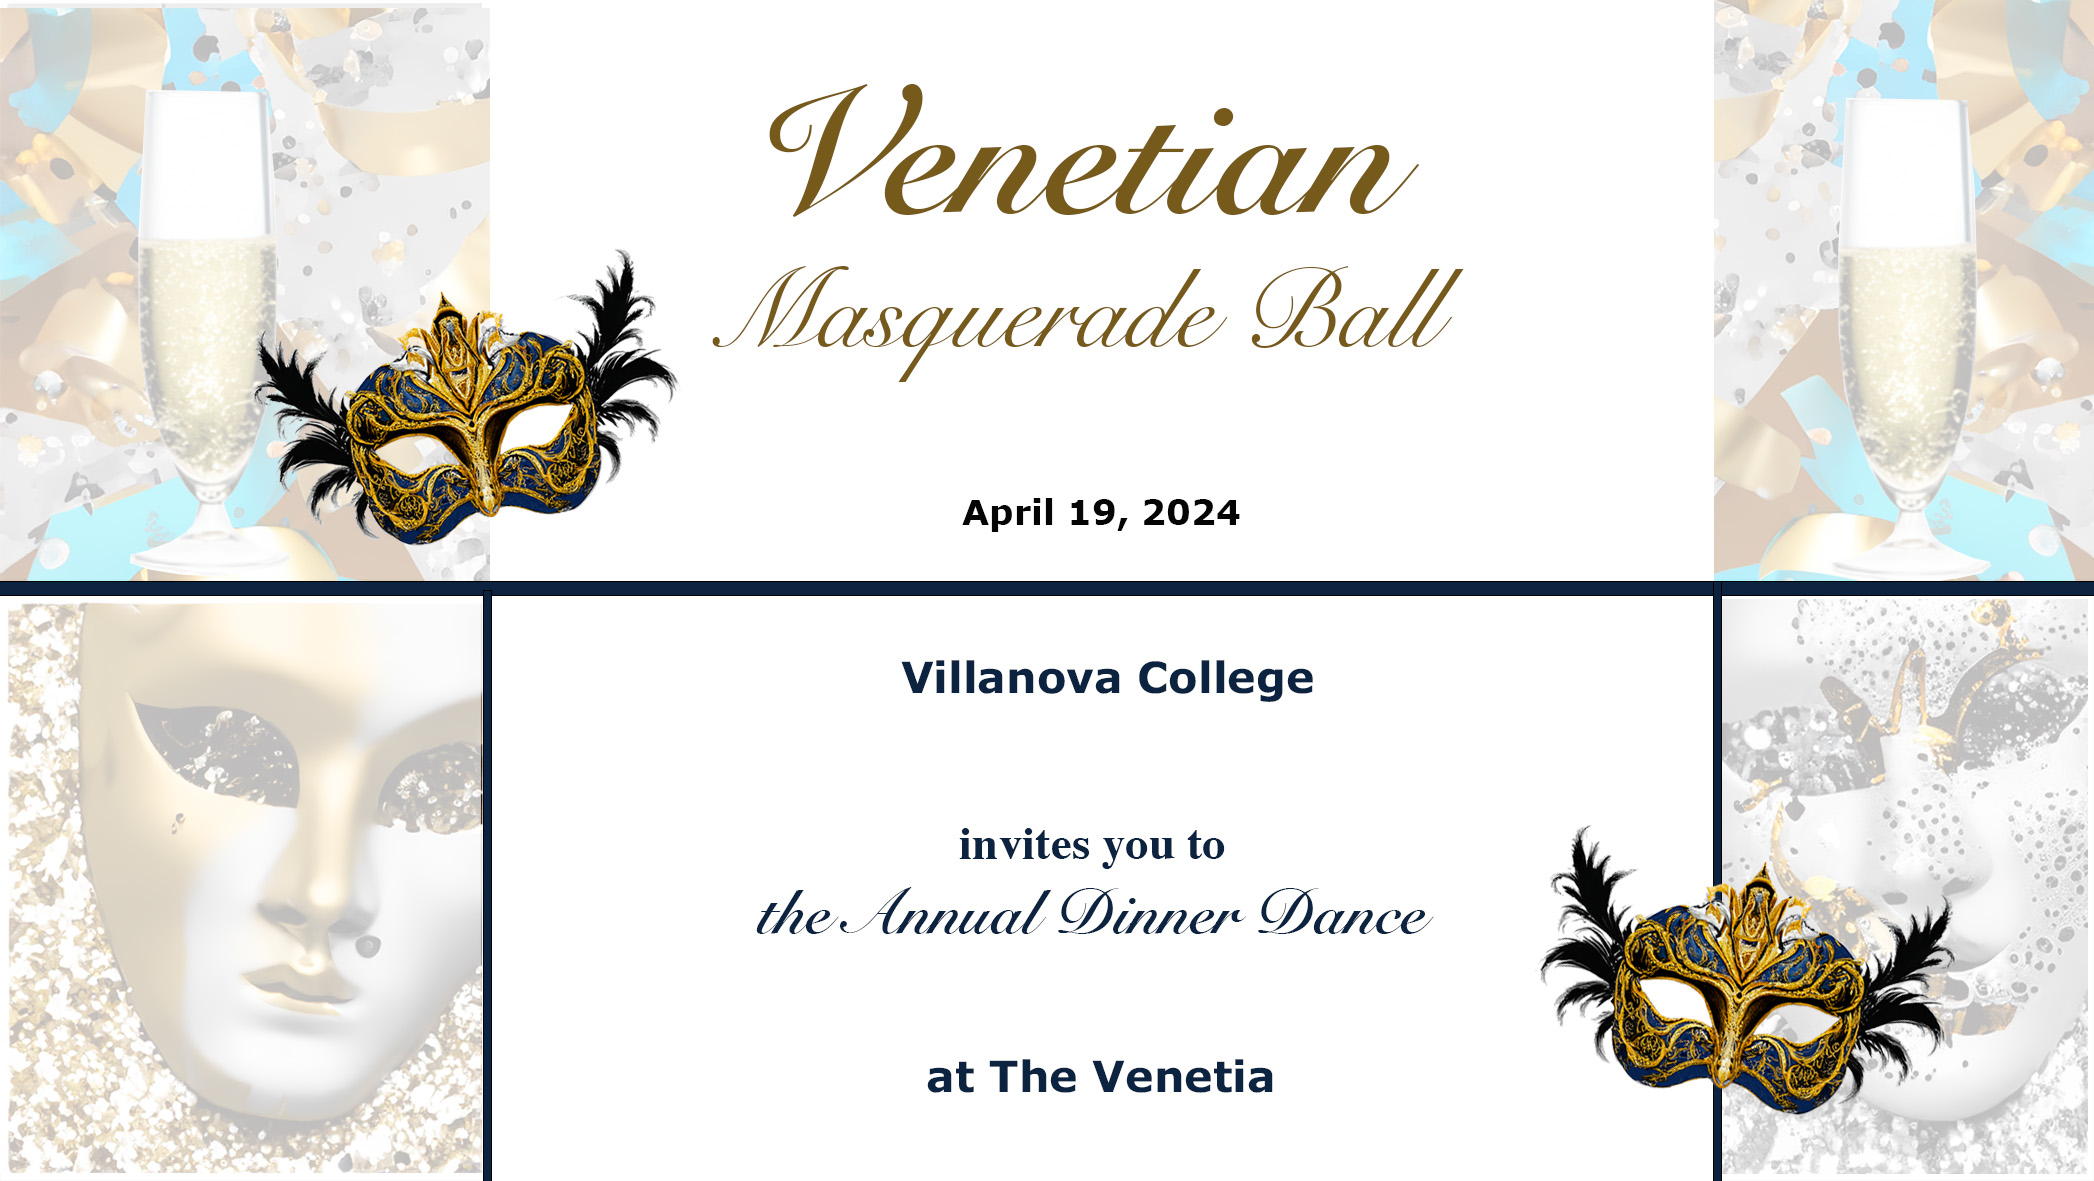 Venetian
Masquerade Ball
April 19, 2024
Villanova College
invites you to
the Annual Dinner Dance
at The Venetia